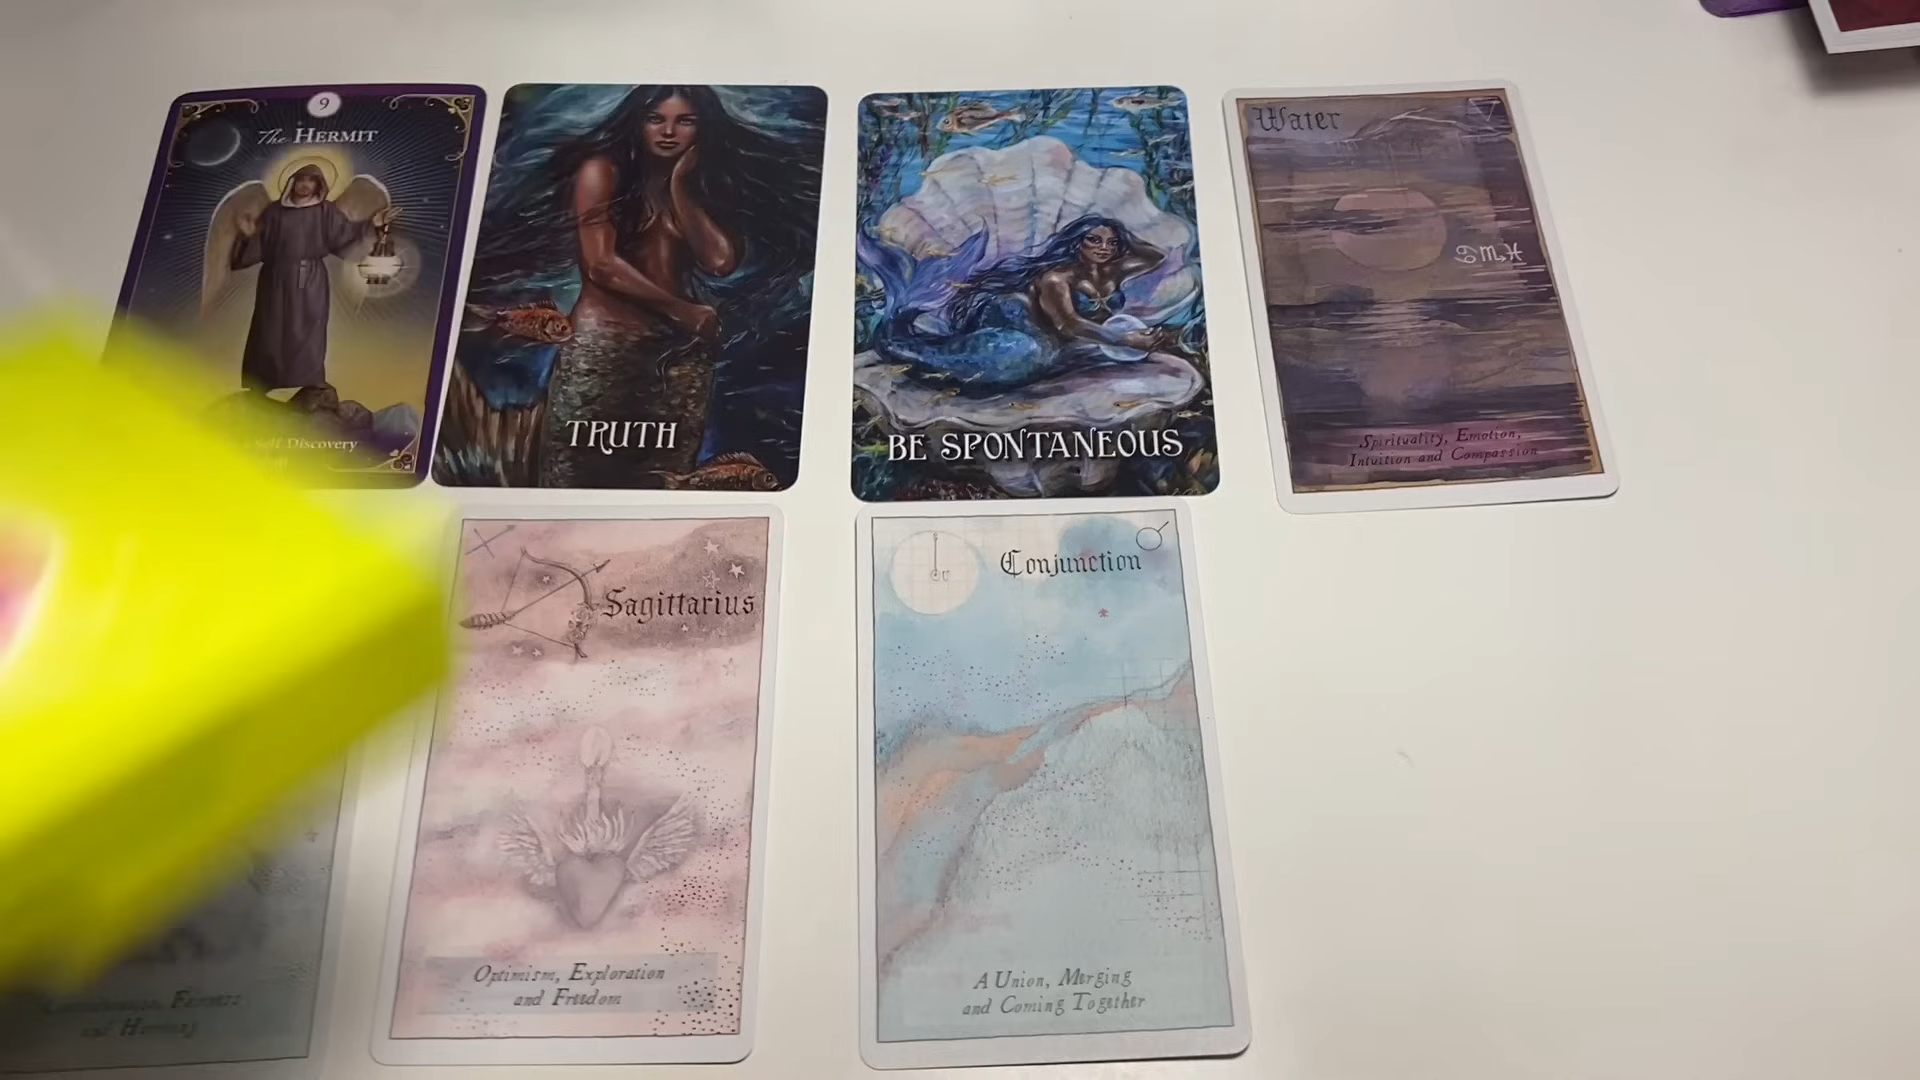 9
The HERMIT
Self Discovery
TRUTH
BE SPONTANEOUS
Water
♋♏♓
Spirituality, Emotion,
Intuition and Compassion
Sagittarius
Optimism, Exploration
and Freedom
Conjunction
A Union, Merging
and Coming Together
and Harmony